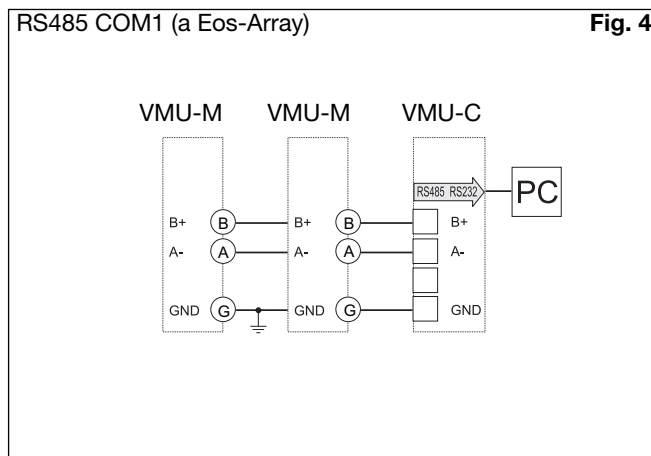 RS485 COM1 (a Eos-Array) Fig. 4
VMU-M VMU-M VMU-C
RS485 RS232 PC
B+ B B+ B B+
A- A A- A A-
GND G GND G GND